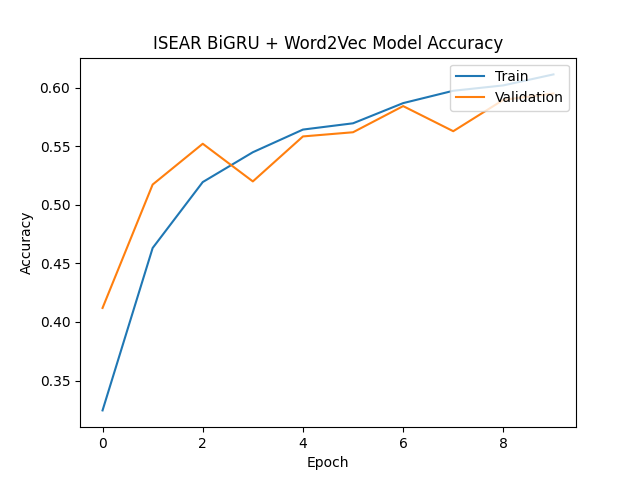 ISEAR BiGRU + Word2Vec Model Accuracy
Train
Validation
0.60
0.55
0.50
0.45
0.40
0.35
Accuracy
0 2 4 6 8
Epoch